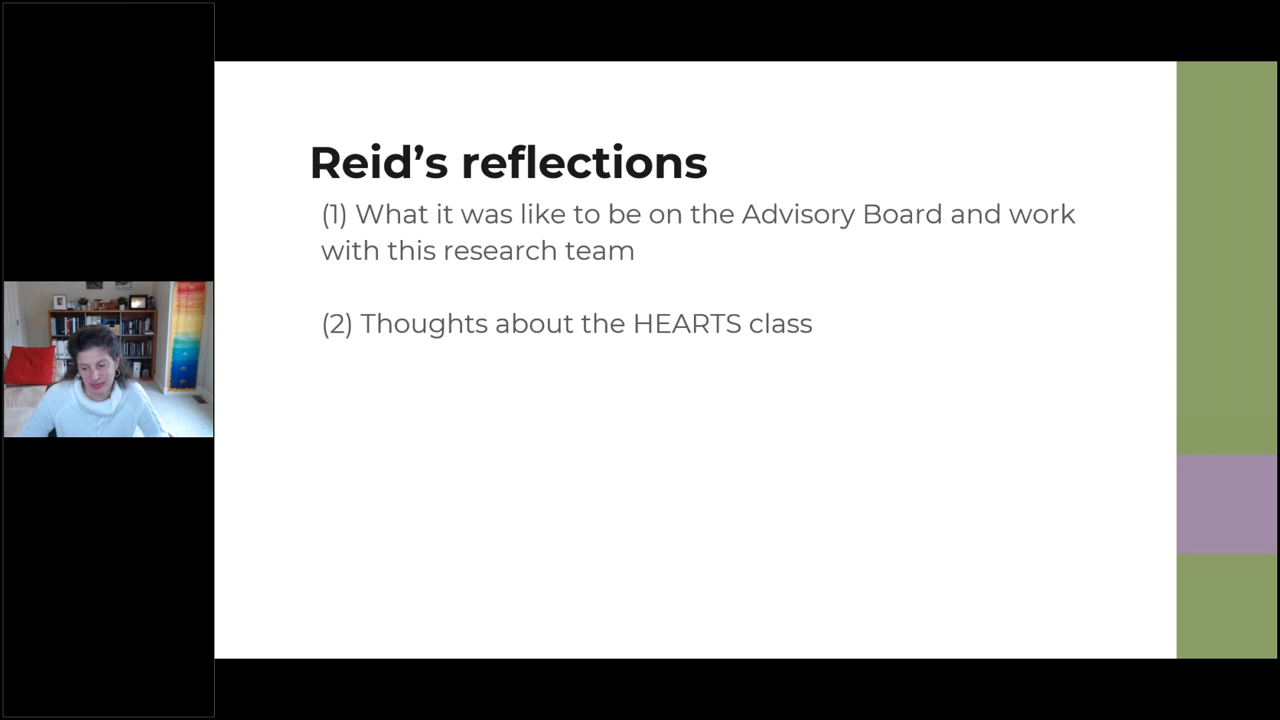 Reid’s reflections
(1) What it was like to be on the Advisory Board and work
with this research team
(2) Thoughts about the HEARTS class